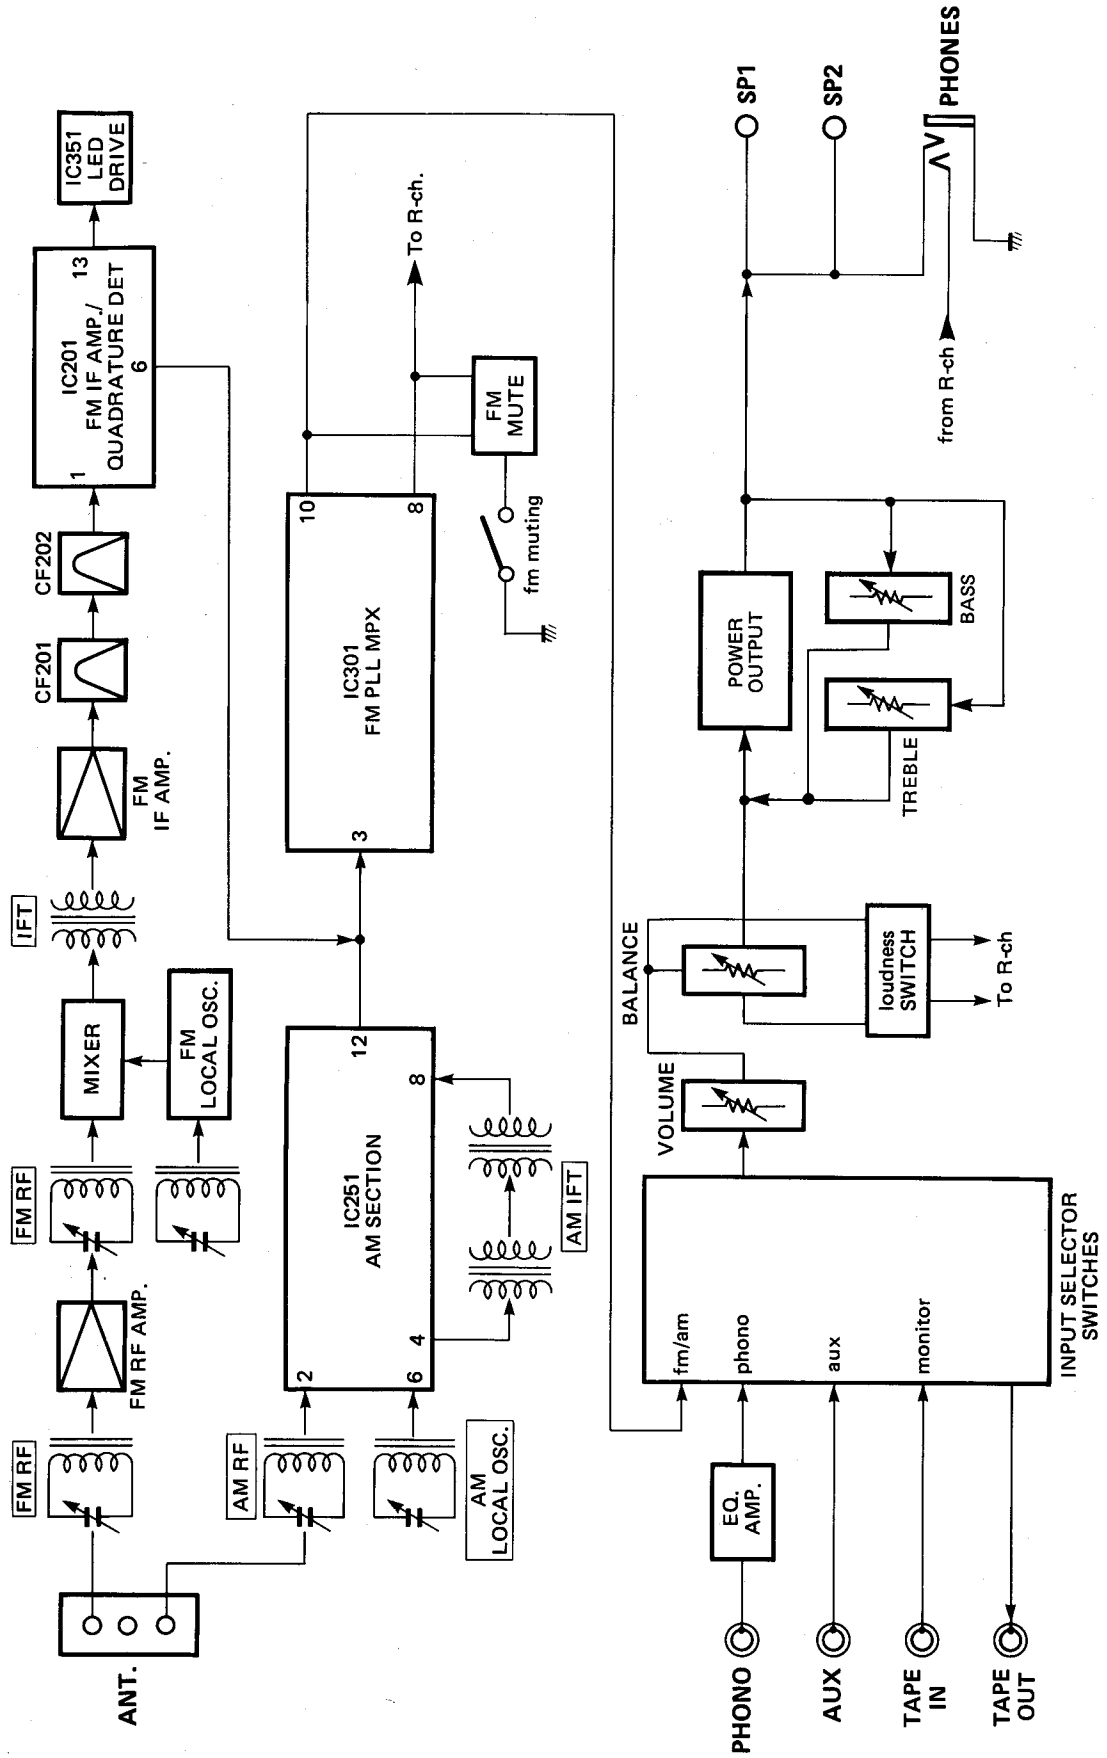 ANT.
FM RF
FM RF AMP.
FM RF
MIXER
FM
LOCAL OSC.
IFT
FM
IF AMP.
CF201
CF202
1
IC201
FM IF AMP./
QUADRATURE DET
13
6
IC351
LED
DRIVE
AM RF
AM
LOCAL OSC.
2
6
4
IC251
AM SECTION
12
8
AM IFT
3
IC301
FM PLL MPX
10
8
FM
MUTE
fm muting
To R-ch.
PHONO
AUX
TAPE
IN
TAPE
OUT
EQ.
AMP.
fm/am
phono
aux
monitor
INPUT SELECTOR
SWITCHES
VOLUME
BALANCE
loudness
SWITCH
To R-ch
POWER
OUTPUT
TREBLE
BASS
from R-ch
SP1
SP2
PHONES